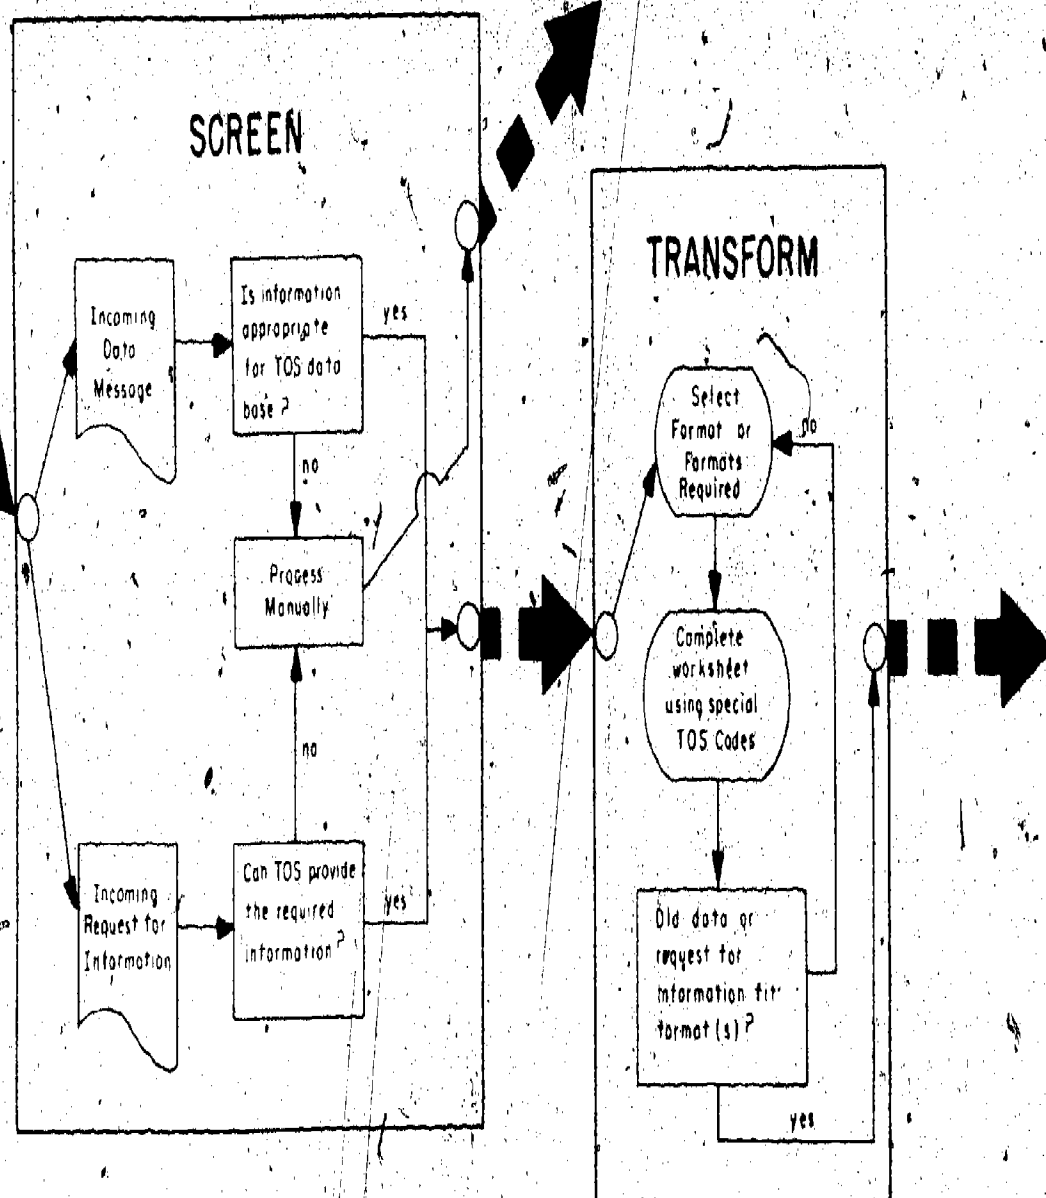 SCREEN
Incoming
Data
Message
Is information
appropriate
for TOS data
base ?
yes
no
Process
Manually
no
Incoming
Request for
Information
Can TOS provide
the required
information ?
yes
TRANSFORM
Select
Format or
Formats
Required
no
Complete
worksheet
using special
TOS Codes
Did data or
request for
information fit
format(s) ?
yes